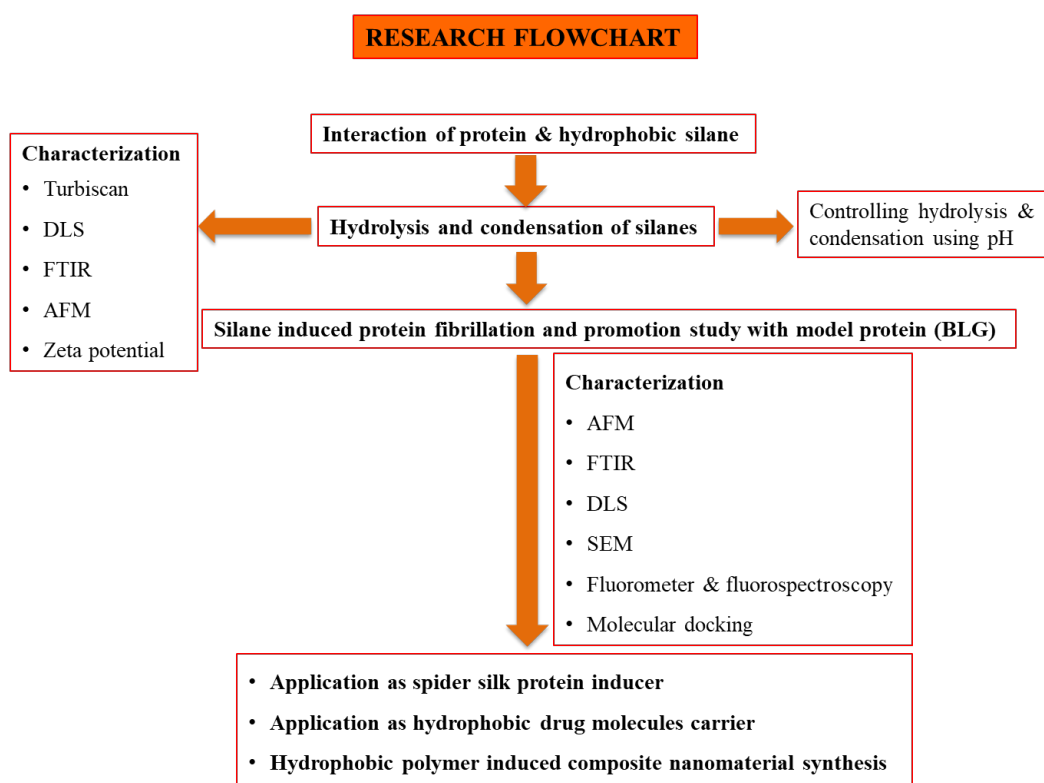 RESEARCH FLOWCHART
Interaction of protein & hydrophobic silane
Characterization
• Turbiscan
• DLS
• FTIR
• AFM
• Zeta potential
Hydrolysis and condensation of silanes
Controlling hydrolysis &
condensation using pH
Silane induced protein fibrillation and promotion study with model protein (BLG)
Characterization
• AFM
• FTIR
• DLS
• SEM
• Fluorometer & fluorospectroscopy
• Molecular docking
• Application as spider silk protein inducer
• Application as hydrophobic drug molecules carrier
• Hydrophobic polymer induced composite nanomaterial synthesis